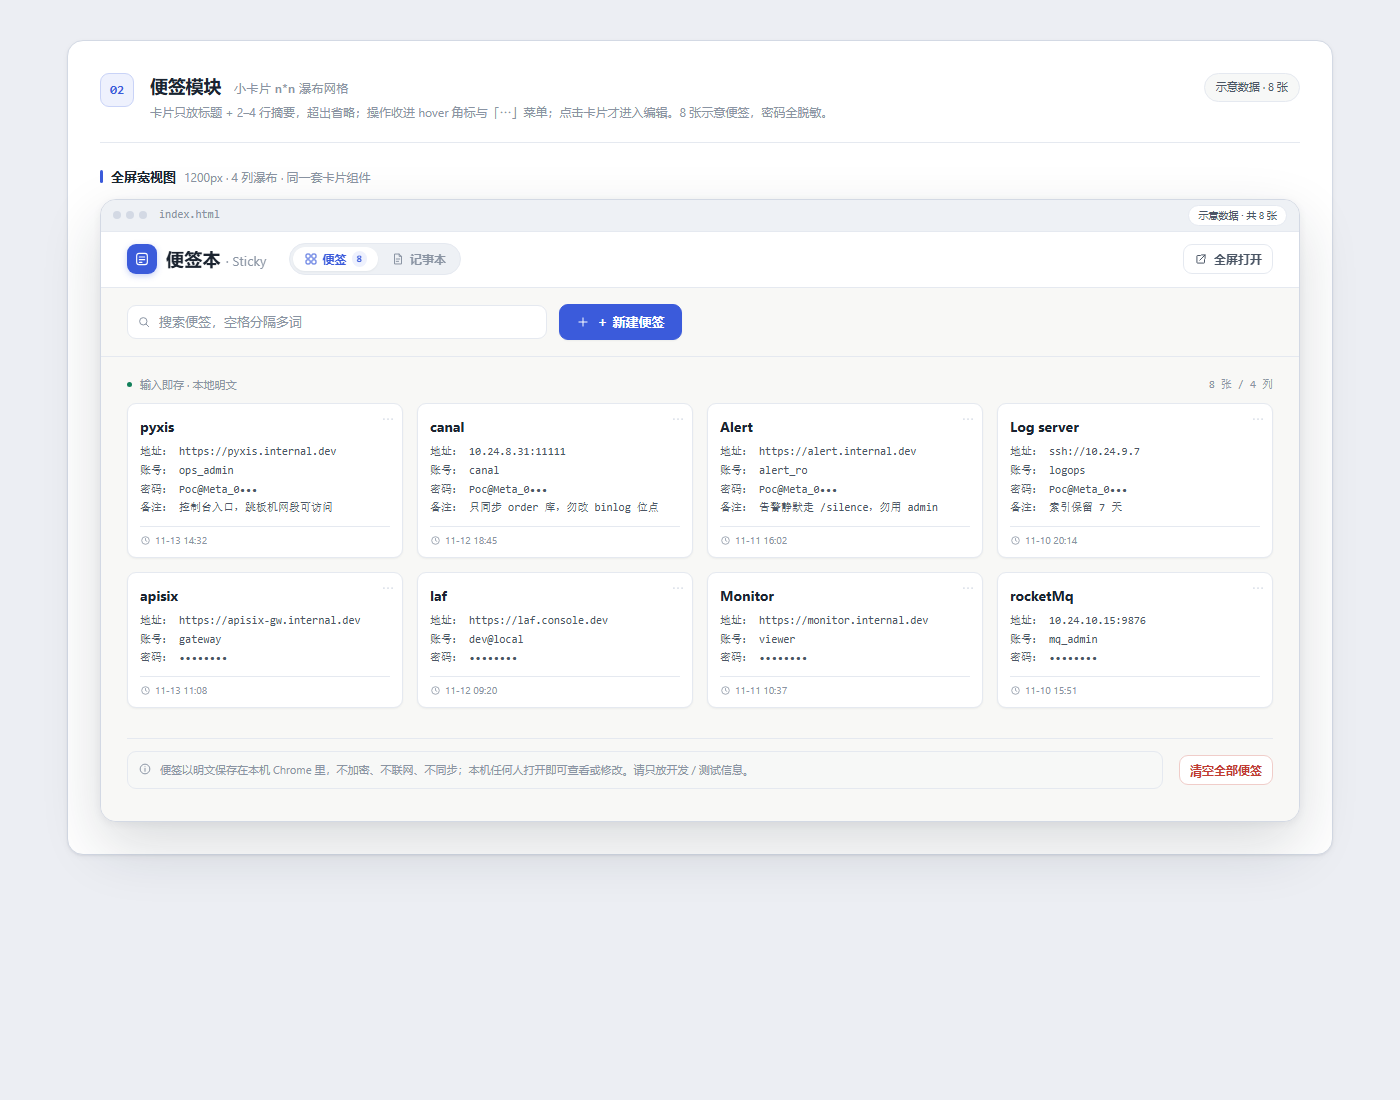 02
便签模块 小卡片 n*n 瀑布网格
示意数据 · 8 张
卡片只放标题 + 2–4 行摘要，超出省略；操作收进 hover 角标与「⋯」菜单；点击卡片才进入编辑。8 张示意便签，密码全脱敏。
全屏宽视图 1200px · 4 列瀑布 · 同一套卡片组件
index.html
示意数据 · 共 8 张
便签本 · Sticky
便签 8
记事本
全屏打开
搜索便签，空格分隔多词
+ 新建便签
输入即存 · 本地明文
8 张 / 4 列
pyxis
地址： https://pyxis.internal.dev
账号： ops_admin
密码： Poc@Meta_0•••
备注： 控制台入口，跳板机网段可访问
11-13 14:32
canal
地址： 10.24.8.31:11111
账号： canal
密码： Poc@Meta_0•••
备注： 只同步 order 库，勿改 binlog 位点
11-12 18:45
Alert
地址： https://alert.internal.dev
账号： alert_ro
密码： Poc@Meta_0•••
备注： 告警静默走 /silence，勿用 admin
11-11 16:02
Log server
地址： ssh://10.24.9.7
账号： logops
密码： Poc@Meta_0•••
备注： 索引保留 7 天
11-10 20:14
apisix
地址： https://apisix-gw.internal.dev
账号： gateway
密码： ••••••••
11-13 11:08
laf
地址： https://laf.console.dev
账号： dev@local
密码： ••••••••
11-12 09:20
Monitor
地址： https://monitor.internal.dev
账号： viewer
密码： ••••••••
11-11 10:37
rocketMq
地址： 10.24.10.15:9876
账号： mq_admin
密码： ••••••••
11-10 15:51
便签以明文保存在本机 Chrome 里，不加密、不联网、不同步；本机任何人打开即可查看或修改。请只放开发 / 测试信息。
清空全部便签